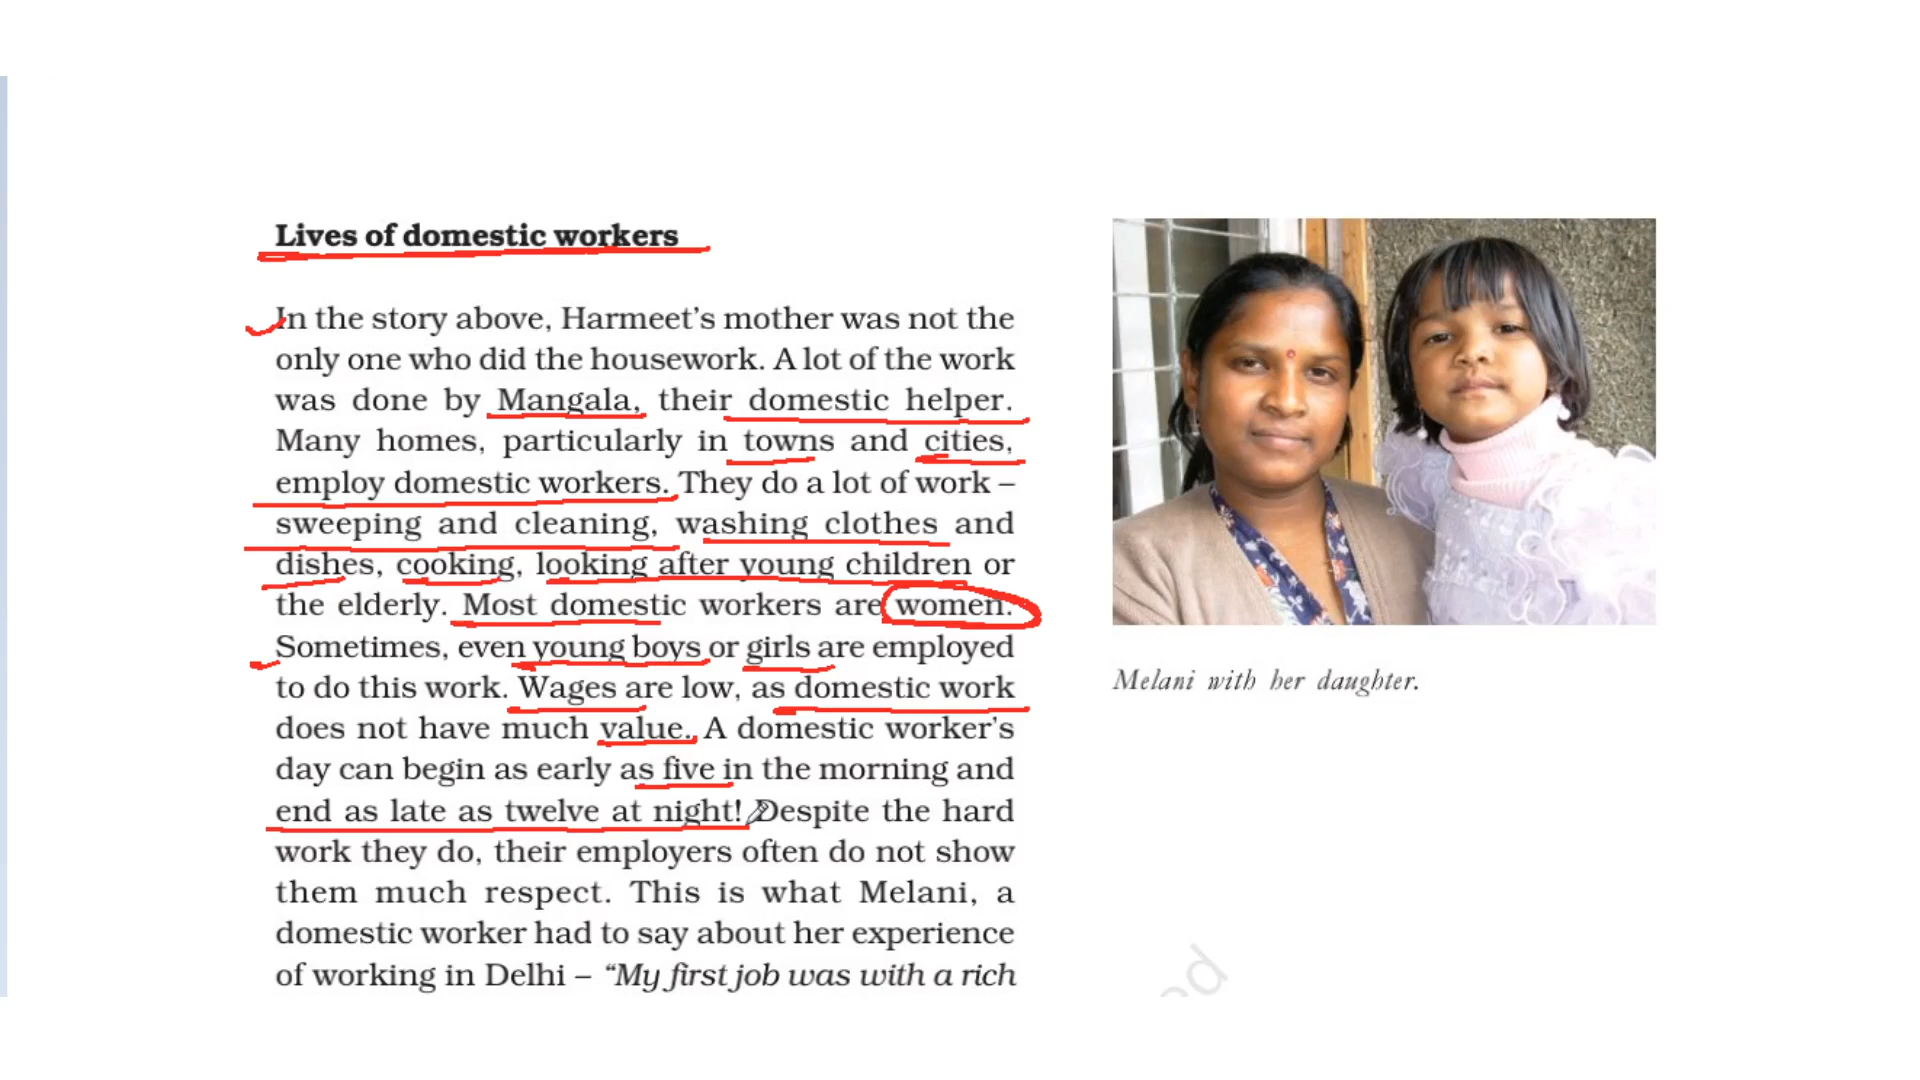 Lives of domestic workers
In the story above, Harmeet’s mother was not the
only one who did the housework. A lot of the work
was done by Mangala, their domestic helper.
Many homes, particularly in towns and cities,
employ domestic workers. They do a lot of work –
sweeping and cleaning, washing clothes and
dishes, cooking, looking after young children or
the elderly. Most domestic workers are women.
Sometimes, even young boys or girls are employed
to do this work. Wages are low, as domestic work
does not have much value. A domestic worker’s
day can begin as early as five in the morning and
end as late as twelve at night! Despite the hard
work they do, their employers often do not show
them much respect. This is what Melani, a
domestic worker had to say about her experience
of working in Delhi – “My first job was with a rich
Melani with her daughter.